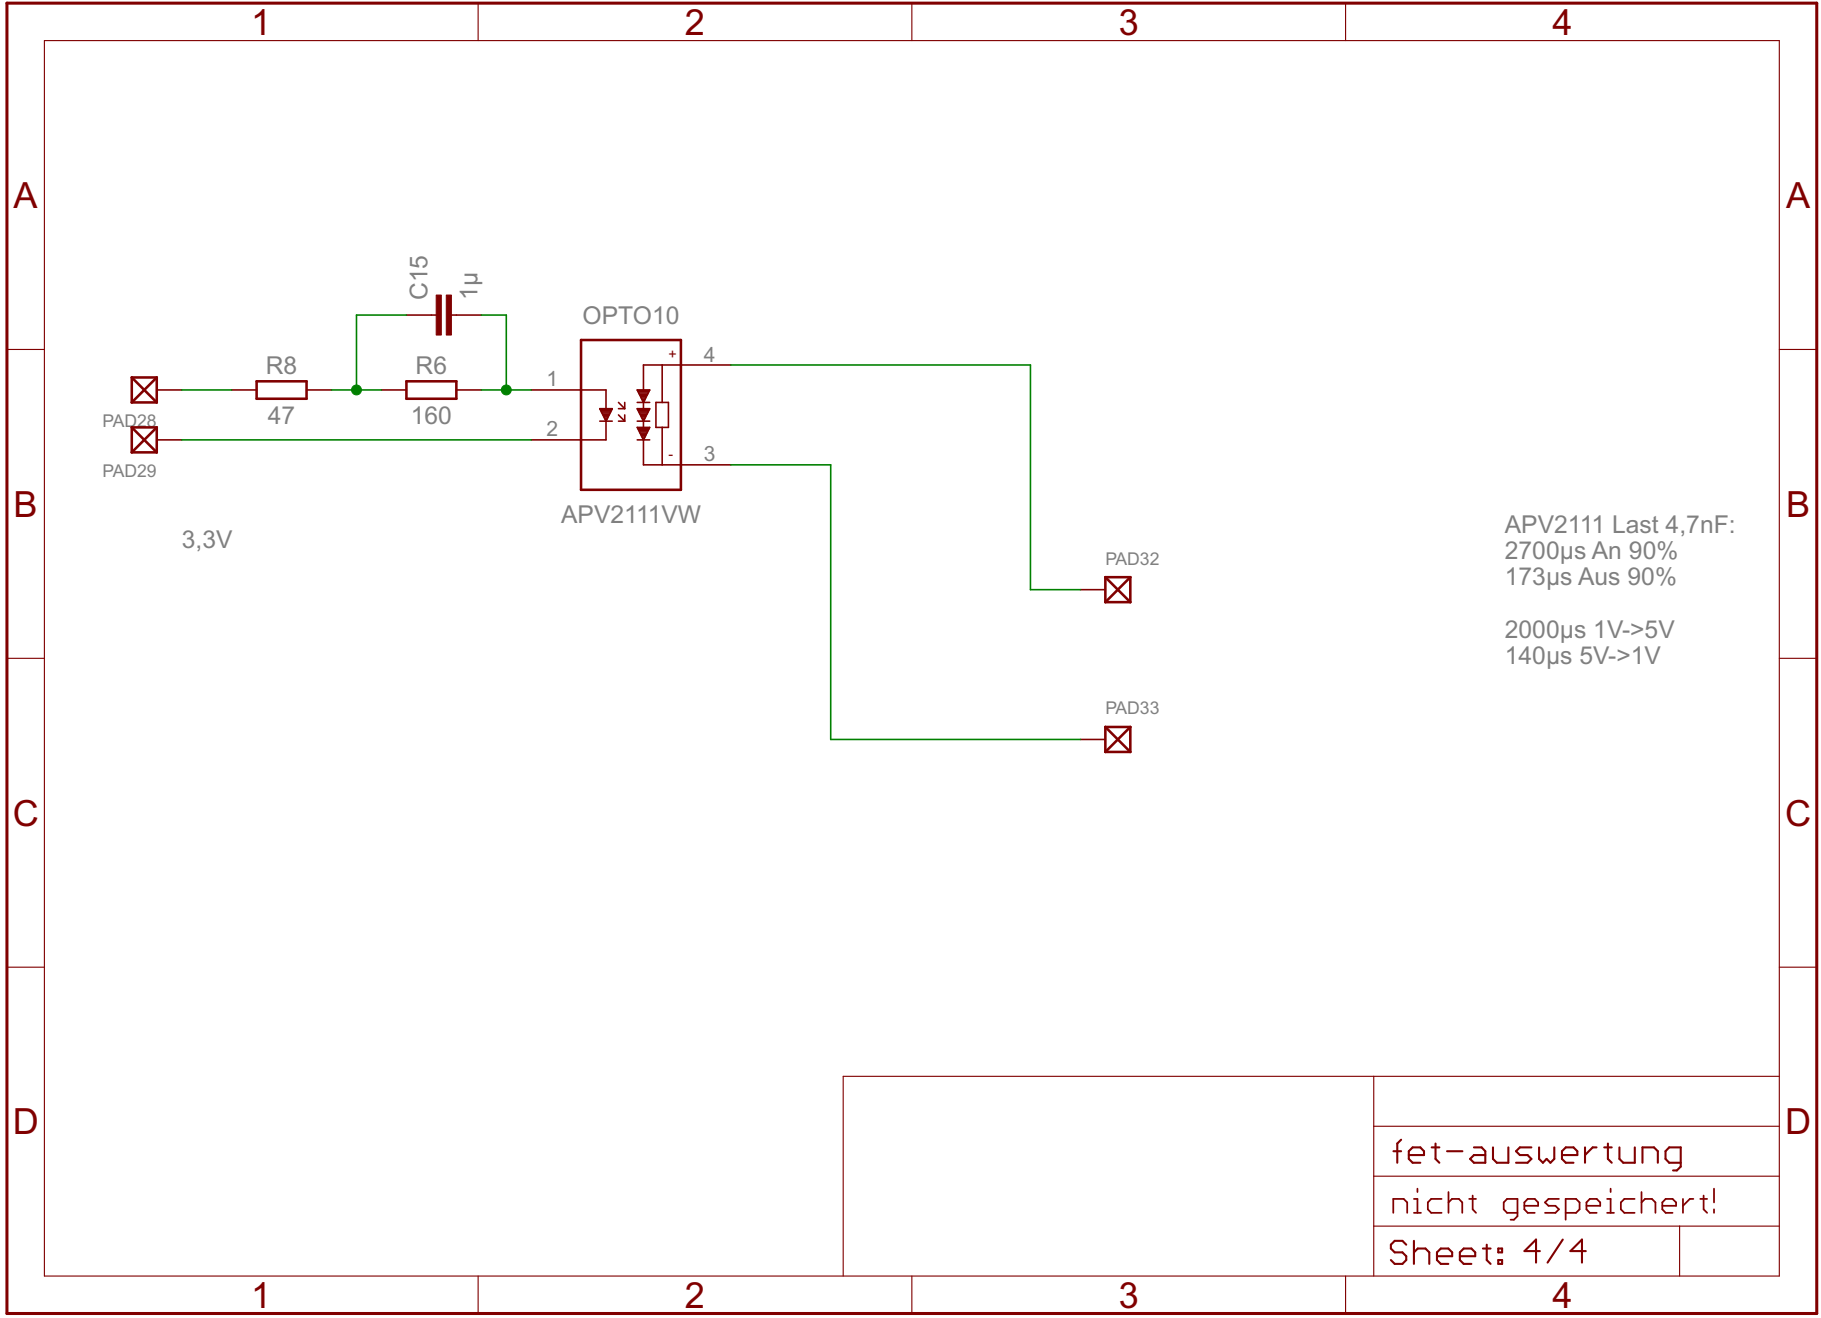 1 2 3 4
A A
C15
1µ
OPTO10
R8
R6
+
4
1
PAD28
47
160
2
-
3
PAD29
B B
APV2111VW
3,3V
APV2111 Last 4,7nF:
2700µs An 90%
173µs Aus 90%
PAD32
2000µs 1V->5V
140µs 5V->1V
PAD33
C C
D D
fet-auswertung
nicht gespeichert!
Sheet: 4/4
1 2 3 4